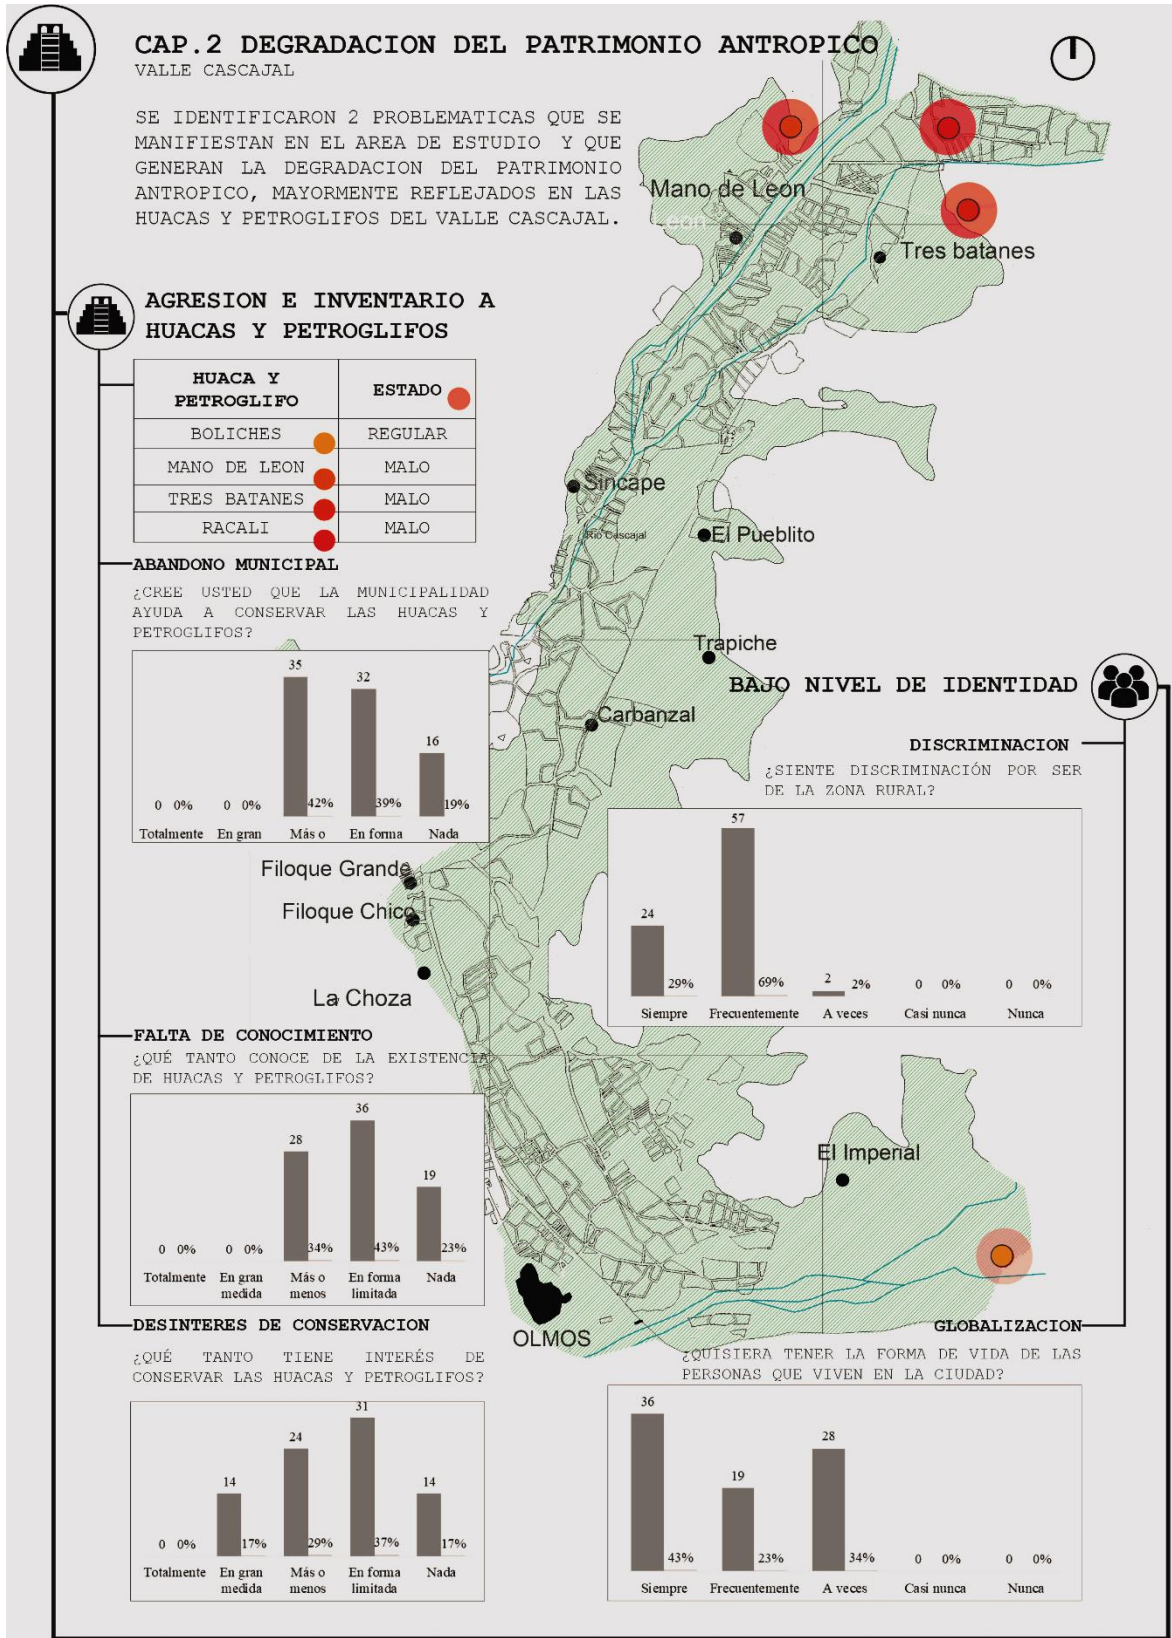 CAP.2 DEGRADACION DEL PATRIMONIO ANTROPICO
VALLE CASCAJAL
SE IDENTIFICARON 2 PROBLEMATICAS QUE SE
MANIFIESTAN EN EL AREA DE ESTUDIO Y QUE
GENERAN LA DEGRADACION DEL PATRIMONIO
ANTROPICO, MAYORMENTE REFLEJADOS EN LAS
HUACAS Y PETROGLIFOS DEL VALLE CASCAJAL.
Mano de Leon
Tres batanes
AGRESION E INVENTARIO A
HUACAS Y PETROGLIFOS
HUACA Y
PETROGLIFO
ESTADO
BOLICHES REGULAR
MANO DE LEON MALO
TRES BATANES MALO
RACALI MALO
Sincape
Rio Cascajal
El Pueblito
Trapiche
Carbanzal
ABANDONO MUNICIPAL
¿CREE USTED QUE LA MUNICIPALIDAD
AYUDA A CONSERVAR LAS HUACAS Y
PETROGLIFOS?
35
32
16
0 0% 0 0% 42% 39% 19%
Totalmente En gran Más o En forma Nada
BAJO NIVEL DE IDENTIDAD
DISCRIMINACION
¿SIENTE DISCRIMINACIÓN POR SER
DE LA ZONA RURAL?
57
24
29% 69% 2 2% 0 0% 0 0%
Siempre Frecuentemente A veces Casi nunca Nunca
Filoque Grande
Filoque Chico
La Choza
FALTA DE CONOCIMIENTO
¿QUÉ TANTO CONOCE DE LA EXISTENCIA
DE HUACAS Y PETROGLIFOS?
36
28
19
0 0% 0 0% 34% 43% 23%
Totalmente En gran Más o En forma Nada
medida menos limitada
El Imperial
OLMOS
DESINTERES DE CONSERVACION
¿QUÉ TANTO TIENE INTERÉS DE
CONSERVAR LAS HUACAS Y PETROGLIFOS?
31
24
14 14
0 0% 17% 29% 37% 17%
Totalmente En gran Más o En forma Nada
medida menos limitada
GLOBALIZACION
¿QUISIERA TENER LA FORMA DE VIDA DE LAS
PERSONAS QUE VIVEN EN LA CIUDAD?
36
28
19
43% 23% 34% 0 0% 0 0%
Siempre Frecuentemente A veces Casi nunca Nunca